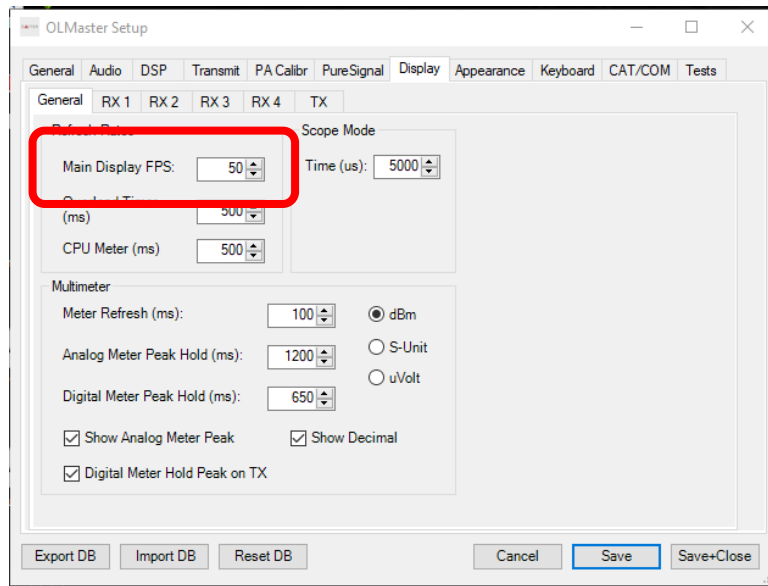 OLMaster Setup
General Audio DSP Transmit PA Calibr PureSignal Display Appearance Keyboard CAT/COM Tests
General RX 1 RX 2 RX 3 RX 4 TX
Refresh Rates Scope Mode
Main Display FPS: 50 Time (us): 5000
(ms) 500
CPU Meter (ms) 500
Multimeter
Meter Refresh (ms): 100 dBm
Analog Meter Peak Hold (ms): 1200 S-Unit
uVolt
Digital Meter Peak Hold (ms): 650
Show Analog Meter Peak Show Decimal
Digital Meter Hold Peak on TX
Export DB Import DB Reset DB Cancel Save Save+Close